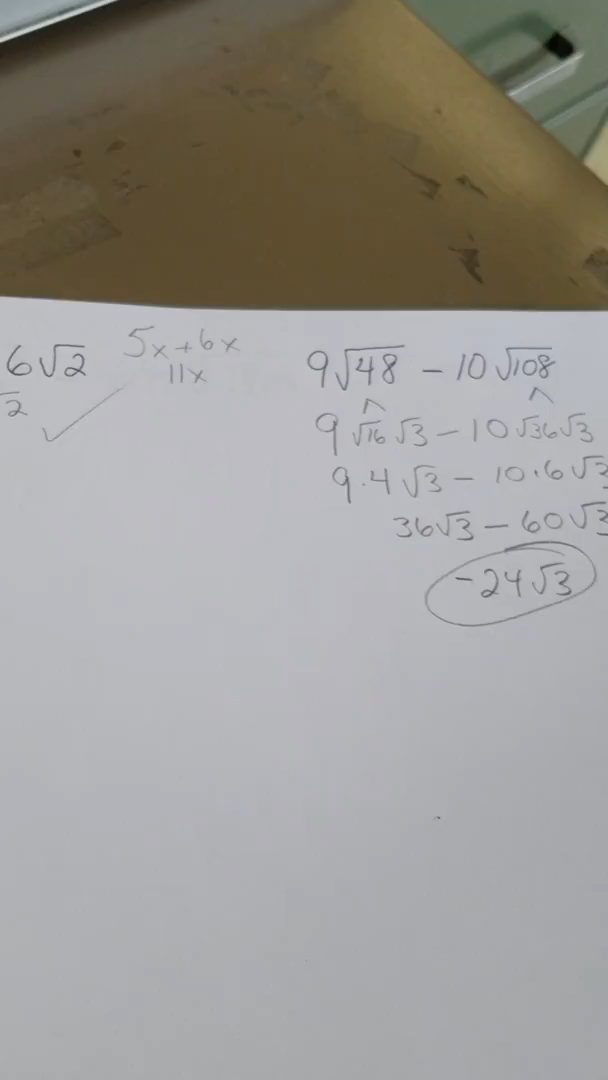 6√2
√2
5x+6x
11x
9√48 - 10√108
9√16√3 - 10√36√3
9·4√3 - 10·6√3
36√3 - 60√3
-24√3